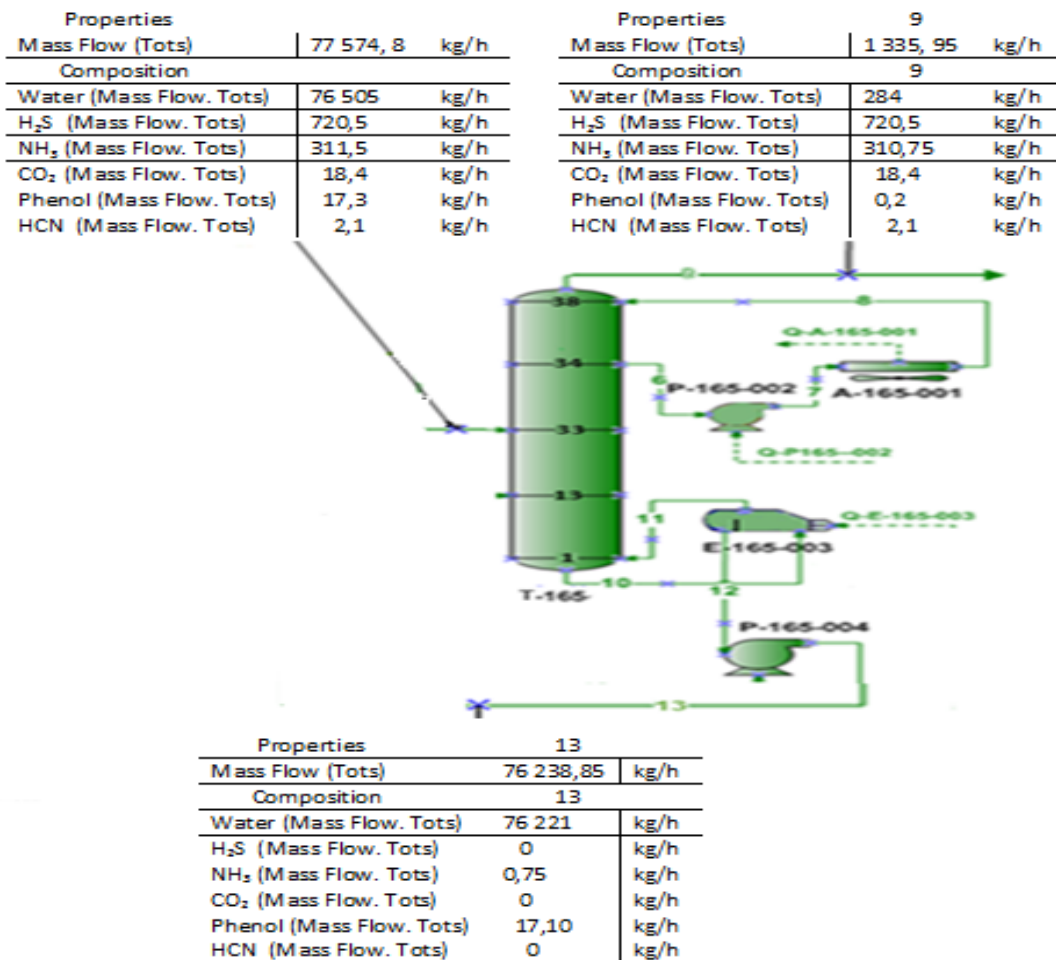 Properties
Mass Flow (Tots) 77 574, 8 kg/h
Composition
Water (Mass Flow. Tots) 76 505 kg/h
H₂S (Mass Flow. Tots) 720,5 kg/h
NH₃ (Mass Flow. Tots) 311,5 kg/h
CO₂ (Mass Flow. Tots) 18,4 kg/h
Phenol (Mass Flow. Tots) 17,3 kg/h
HCN (Mass Flow. Tots) 2,1 kg/h
Properties 9
Mass Flow (Tots) 1 335, 95 kg/h
Composition 9
Water (Mass Flow. Tots) 284 kg/h
H₂S (Mass Flow. Tots) 720,5 kg/h
NH₃ (Mass Flow. Tots) 310,75 kg/h
CO₂ (Mass Flow. Tots) 18,4 kg/h
Phenol (Mass Flow. Tots) 0,2 kg/h
HCN (Mass Flow. Tots) 2,1 kg/h
9
38
8
Q-A-165-001
34
6
P-165-002
7
A-165-001
33
Q-P165--002
13
11
Q-E-165-003
E-165-003
1
10
12
T-165
P-165-004
13
Properties 13
Mass Flow (Tots) 76 238,85 kg/h
Composition 13
Water (Mass Flow. Tots) 76 221 kg/h
H₂S (Mass Flow. Tots) 0 kg/h
NH₃ (Mass Flow. Tots) 0,75 kg/h
CO₂ (Mass Flow. Tots) 0 kg/h
Phenol (Mass Flow. Tots) 17,10 kg/h
HCN (Mass Flow. Tots) 0 kg/h